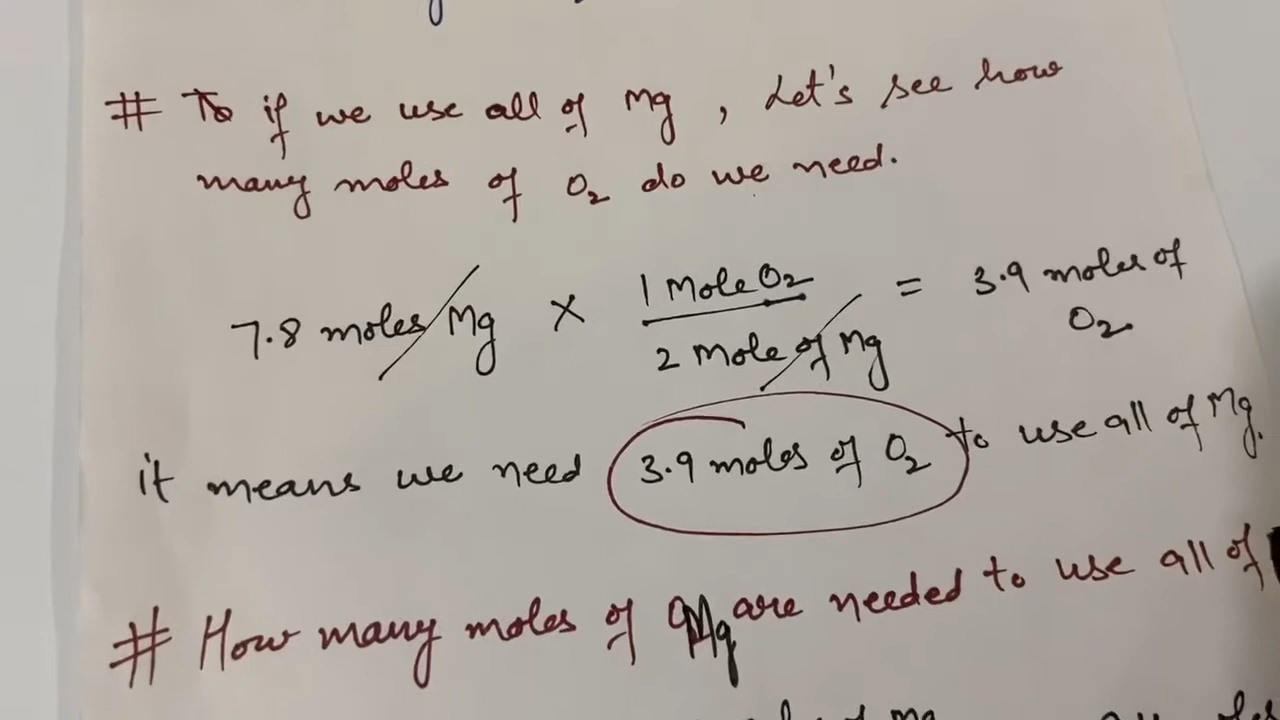 # To if we use all of Mg, Let's see how
many moles of O₂ do we need.
7.8 moles Mg × 1 Mole O₂ / 2 Mole of Mg = 3.9 moles of O₂
it means we need 3.9 moles of O₂ to use all of Mg.
# How many moles of Mg are needed to use all of
Mg